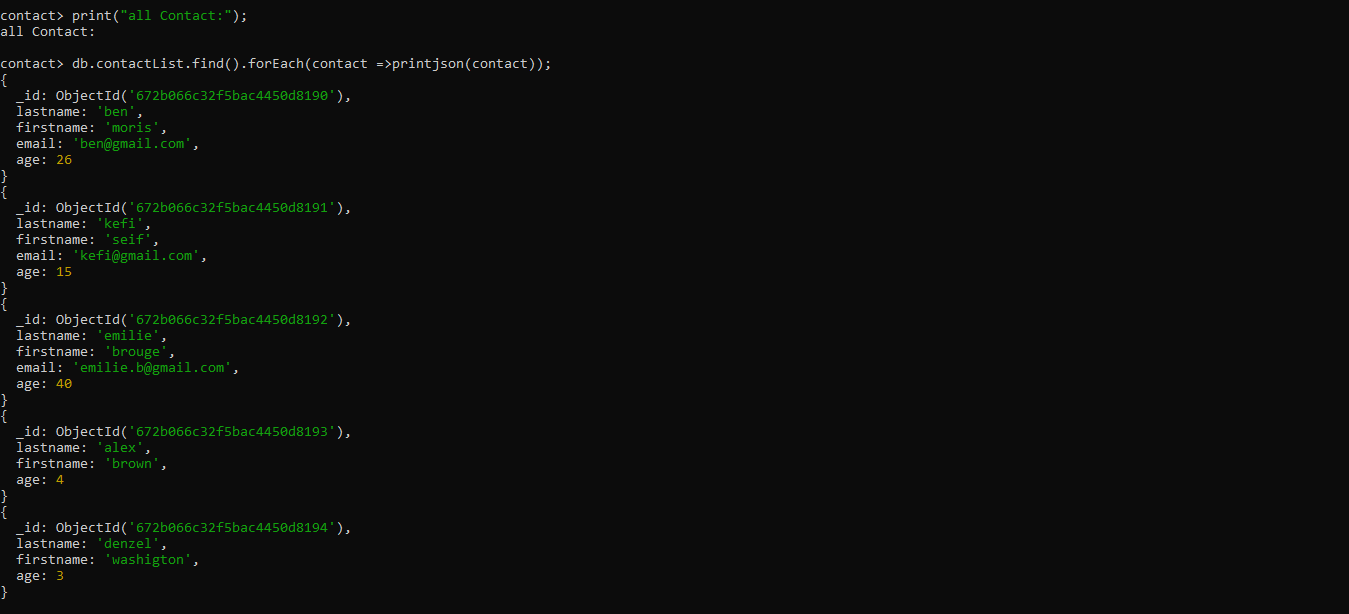 contact> print("all Contact:");
all Contact:
contact> db.contactList.find().forEach(contact =>printjson(contact));
{
  _id: ObjectId('672b066c32f5bac4450d8190'),
  lastname: 'ben',
  firstname: 'moris',
  email: 'ben@gmail.com',
  age: 26
}
{
  _id: ObjectId('672b066c32f5bac4450d8191'),
  lastname: 'kefi',
  firstname: 'seif',
  email: 'kefi@gmail.com',
  age: 15
}
{
  _id: ObjectId('672b066c32f5bac4450d8192'),
  lastname: 'emilie',
  firstname: 'brouge',
  email: 'emilie.b@gmail.com',
  age: 40
}
{
  _id: ObjectId('672b066c32f5bac4450d8193'),
  lastname: 'alex',
  firstname: 'brown',
  age: 4
}
{
  _id: ObjectId('672b066c32f5bac4450d8194'),
  lastname: 'denzel',
  firstname: 'washigton',
  age: 3
}